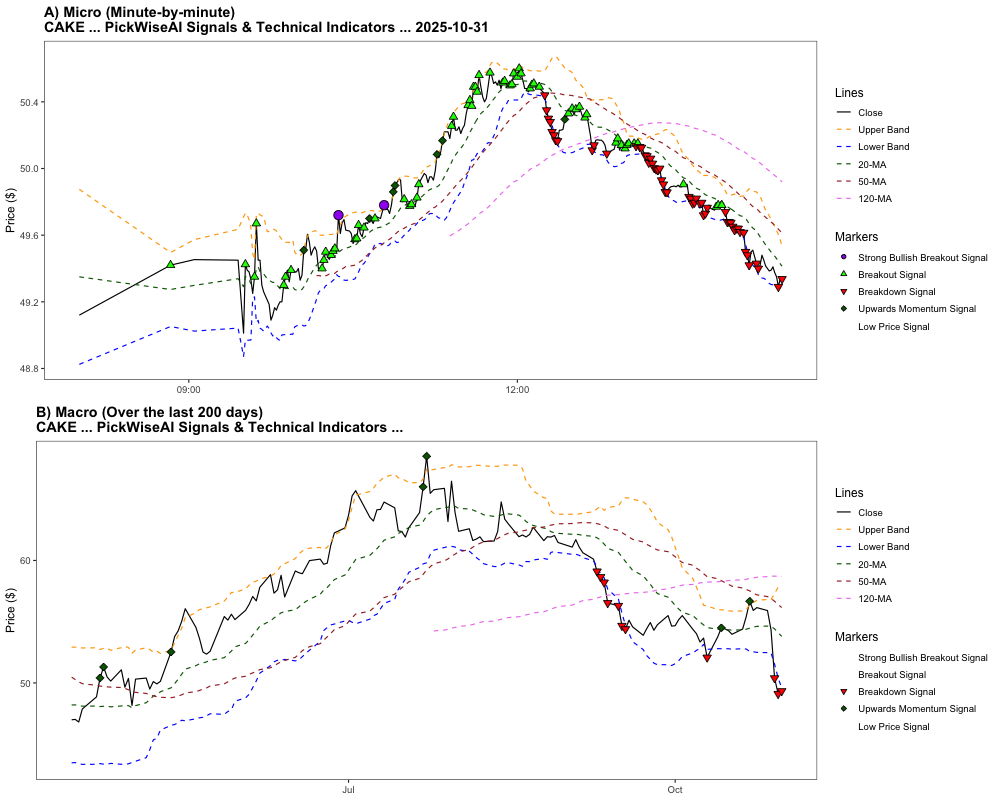 A) Micro (Minute-by-minute)
CAKE ... PickWiseAI Signals & Technical Indicators ... 2025-10-31
Price ($)
50.4
50.0
49.6
49.2
48.8
09:00
12:00
Lines
Close
Upper Band
Lower Band
20-MA
50-MA
120-MA
Markers
Strong Bullish Breakout Signal
Breakout Signal
Breakdown Signal
Upwards Momentum Signal
Low Price Signal
B) Macro (Over the last 200 days)
CAKE ... PickWiseAI Signals & Technical Indicators ...
Price ($)
60
50
Jul
Oct
Lines
Close
Upper Band
Lower Band
20-MA
50-MA
120-MA
Markers
Strong Bullish Breakout Signal
Breakout Signal
Breakdown Signal
Upwards Momentum Signal
Low Price Signal